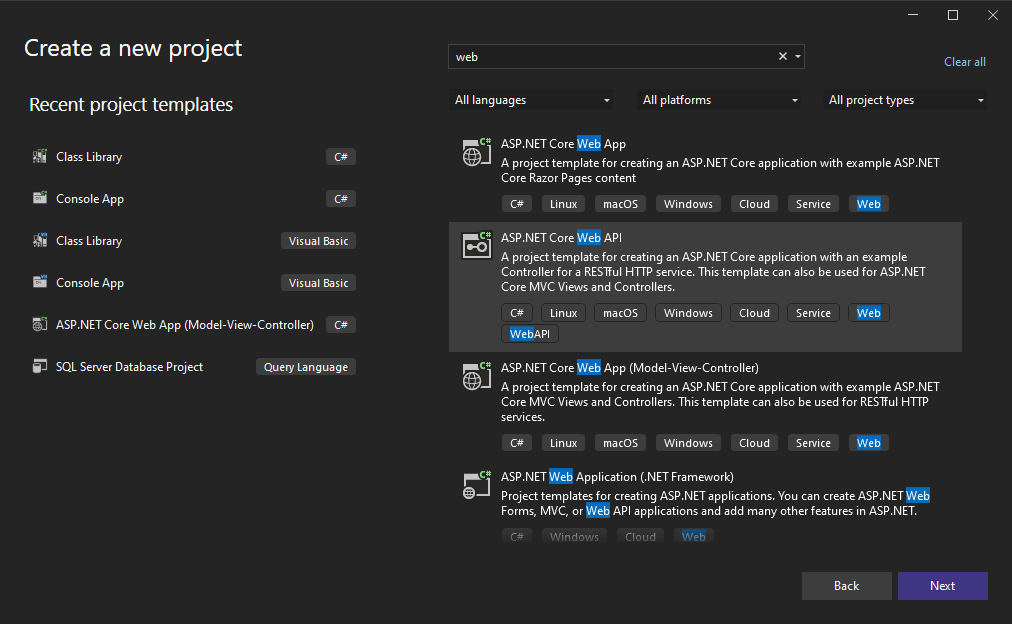 Create a new project
web
Clear all
Recent project templates
All languages
All platforms
All project types
Class Library C#
Console App C#
Class Library Visual Basic
Console App Visual Basic
ASP.NET Core Web App (Model-View-Controller) C#
SQL Server Database Project Query Language
C#
ASP.NET Core Web App
A project template for creating an ASP.NET Core application with example ASP.NET
Core Razor Pages content
C# Linux macOS Windows Cloud Service Web
C#
ASP.NET Core Web API
A project template for creating an ASP.NET Core application with an example
Controller for a RESTful HTTP service. This template can also be used for ASP.NET
Core MVC Views and Controllers.
C# Linux macOS Windows Cloud Service Web
WebAPI
C#
ASP.NET Core Web App (Model-View-Controller)
A project template for creating an ASP.NET Core application with example ASP.NET
Core MVC Views and Controllers. This template can also be used for RESTful HTTP
services.
C# Linux macOS Windows Cloud Service Web
C#
ASP.NET Web Application (.NET Framework)
Project templates for creating ASP.NET applications. You can create ASP.NET Web
Forms, MVC, or Web API applications and add many other features in ASP.NET.
C# Windows Cloud Web
Back
Next